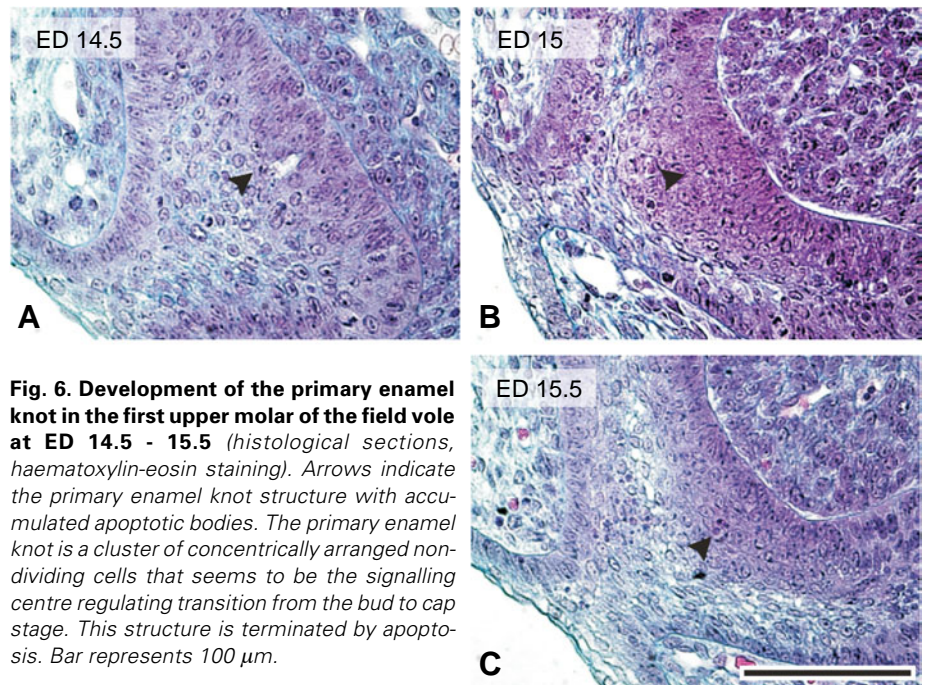 ED 14.5
A
ED 15
B
Fig. 6. Development of the primary enamel
knot in the first upper molar of the field vole
at ED 14.5 - 15.5 (histological sections,
haematoxylin-eosin staining). Arrows indicate
the primary enamel knot structure with accu-
mulated apoptotic bodies. The primary enamel
knot is a cluster of concentrically arranged non-
dividing cells that seems to be the signalling
centre regulating transition from the bud to cap
stage. This structure is terminated by apopto-
sis. Bar represents 100 μm.
ED 15.5
C